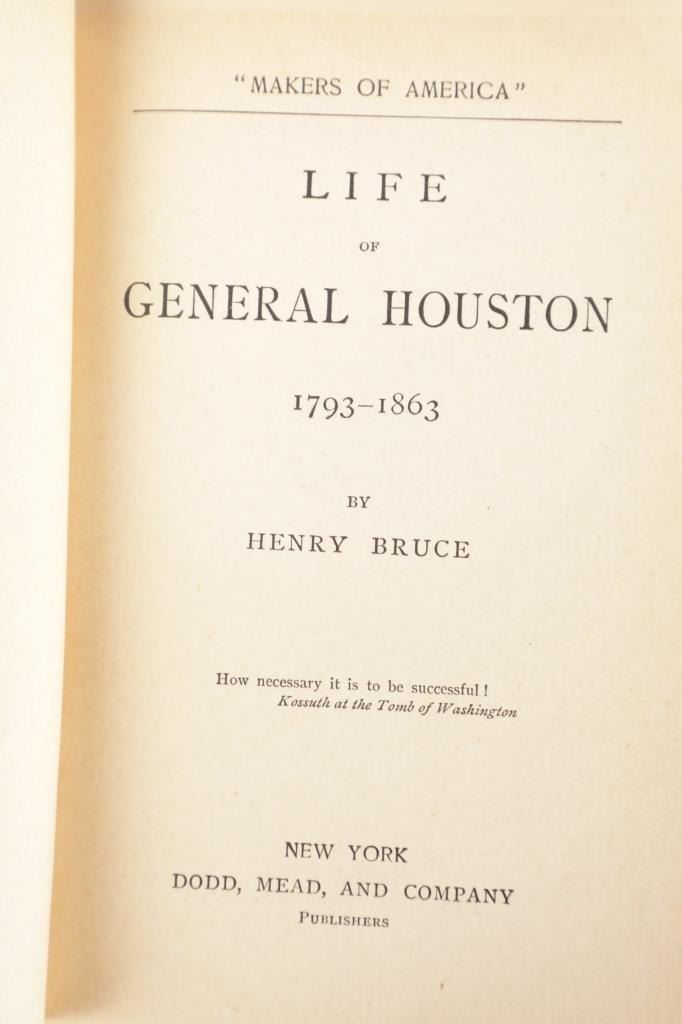 "MAKERS OF AMERICA"
LIFE
OF
GENERAL HOUSTON
1793–1863
BY
HENRY BRUCE
How necessary it is to be successful!
Kossuth at the Tomb of Washington
NEW YORK
DODD, MEAD, AND COMPANY
PUBLISHERS